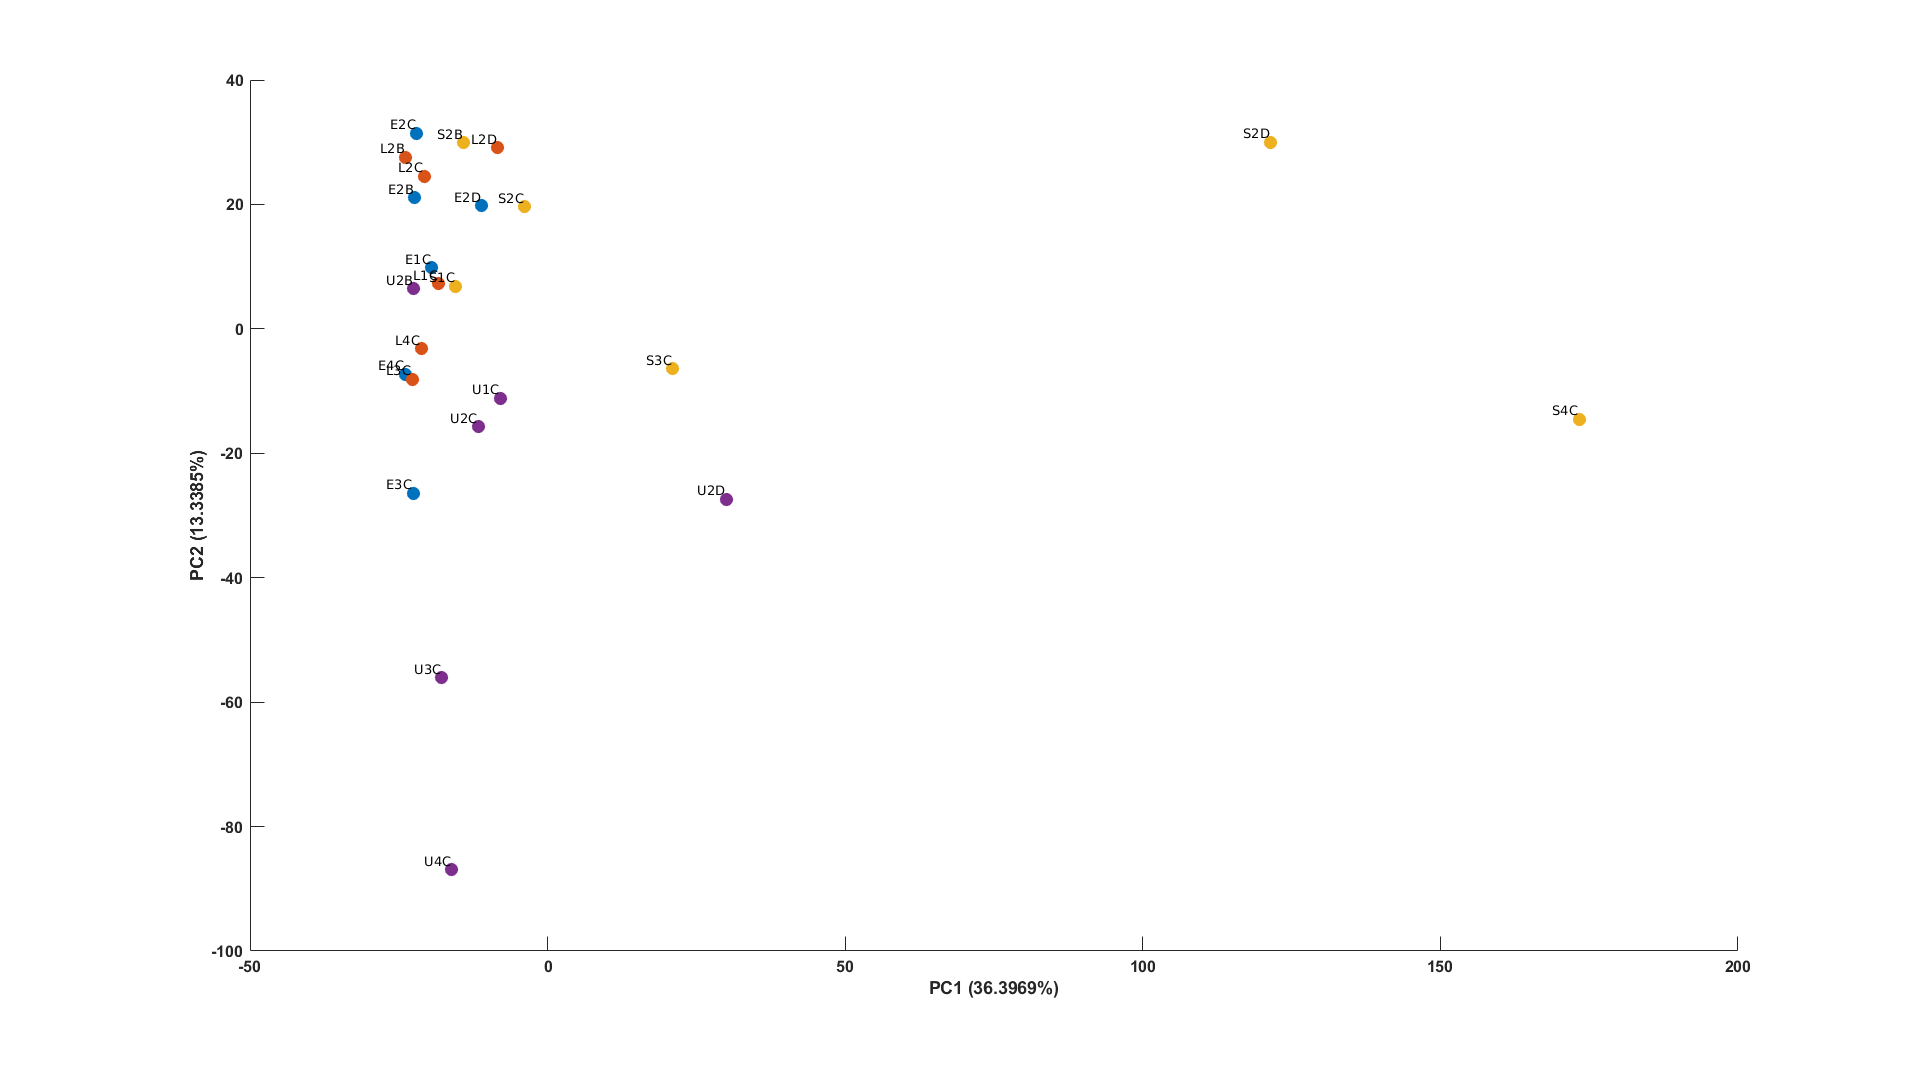 40
E2C
S2B
L2D
S2D
L2B
L2C
E2B
E2D
S2C
20
E1C
L1C
S1C
U2B
0
L4C
S3C
E4C
L3C
U1C
S4C
U2C
-20
E3C
U2D
PC2 (13.3385%)
-40
U3C
-60
-80
U4C
-100
-50
0
50
100
150
200
PC1 (36.3969%)